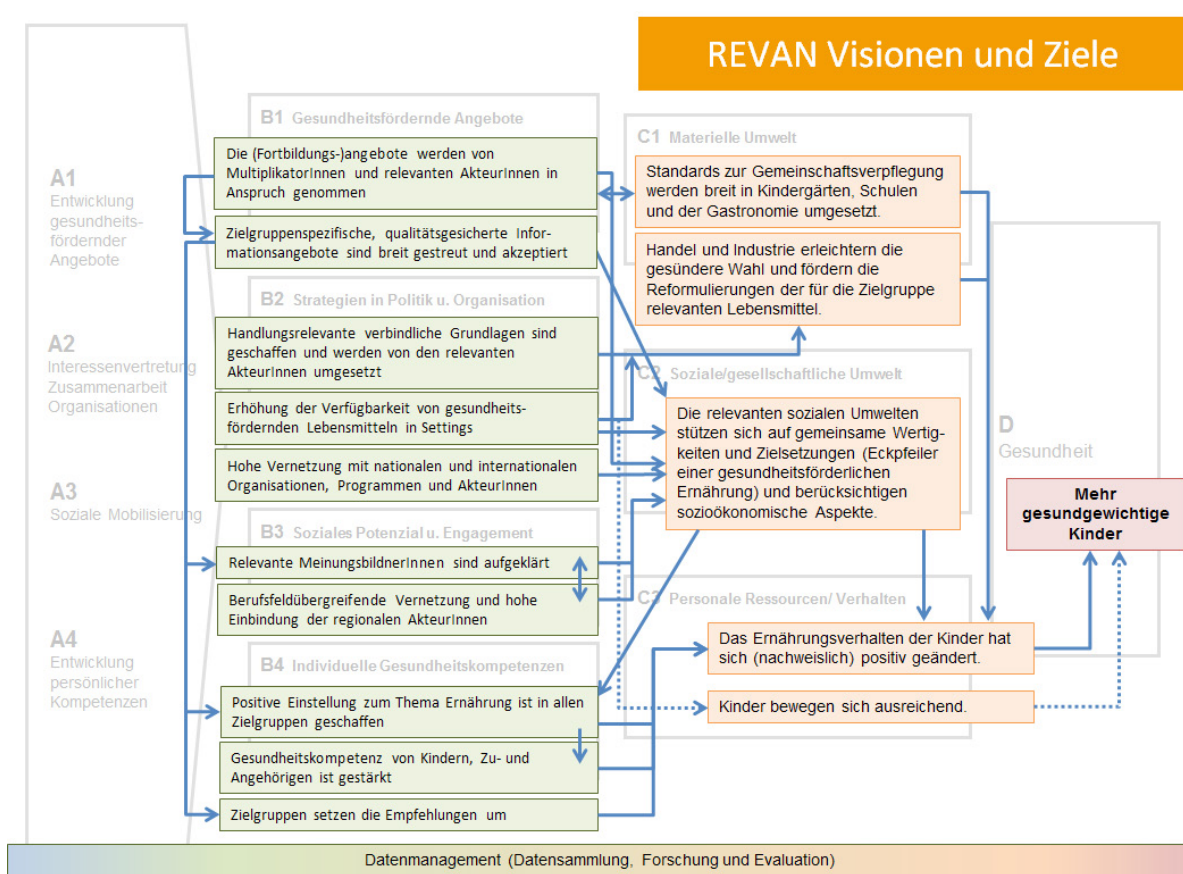 REVAN Visionen und Ziele
A1
Entwicklung
gesundheits-
fördernder
Angebote
A2
Interessenvertretung
Zusammenarbeit
Organisationen
A3
Soziale Mobilisierung
A4
Entwicklung
persönlicher
Kompetenzen
B1 Gesundheitsfördernde Angebote
Die (Fortbildungs-)angebote werden von
MultiplikatorInnen und relevanten AkteurInnen in
Anspruch genommen
Zielgruppenspezifische, qualitätsgesicherte Infor-
mationsangebote sind breit gestreut und akzeptiert
B2 Strategien in Politik u. Organisation
Handlungsrelevante verbindliche Grundlagen sind
geschaffen und werden von den relevanten
AkteurInnen umgesetzt
Erhöhung der Verfügbarkeit von gesundheits-
fördernden Lebensmitteln in Settings
Hohe Vernetzung mit nationalen und internationalen
Organisationen, Programmen und AkteurInnen
B3 Soziales Potenzial u. Engagement
Relevante MeinungsbildnerInnen sind aufgeklärt
Berufsfeldübergreifende Vernetzung und hohe
Einbindung der regionalen AkteurInnen
B4 Individuelle Gesundheitskompetenzen
Positive Einstellung zum Thema Ernährung ist in allen
Zielgruppen geschaffen
Gesundheitskompetenz von Kindern, Zu- und
Angehörigen ist gestärkt
Zielgruppen setzen die Empfehlungen um
C1 Materielle Umwelt
Standards zur Gemeinschaftsverpflegung
werden breit in Kindergärten, Schulen
und der Gastronomie umgesetzt.
Handel und Industrie erleichtern die
gesündere Wahl und fördern die
Reformulierungen der für die Zielgruppe
relevanten Lebensmittel.
C2 Soziale/gesellschaftliche Umwelt
Die relevanten sozialen Umwelten
stützen sich auf gemeinsame Wertig-
keiten und Zielsetzungen (Eckpfeiler
einer gesundheitsförderlichen
Ernährung) und berücksichtigen
sozioökonomische Aspekte.
C3 Personale Ressourcen/ Verhalten
Das Ernährungsverhalten der Kinder hat
sich (nachweislich) positiv geändert.
Kinder bewegen sich ausreichend.
D
Gesundheit
Mehr
gesundgewichtige
Kinder
Datenmanagement (Datensammlung, Forschung und Evaluation)